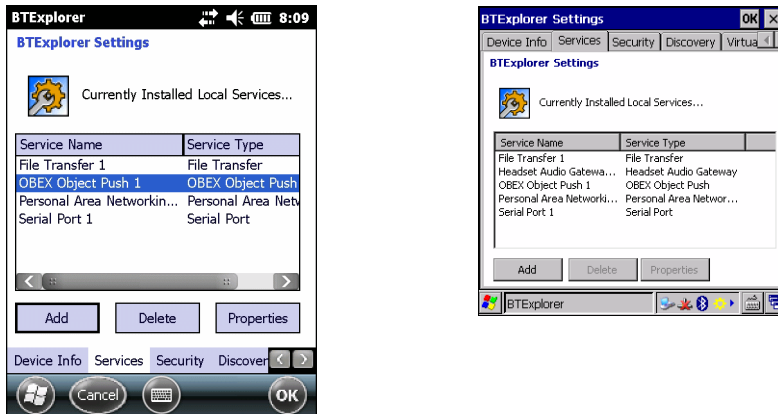 BTExplorer 8:09
BTExplorer Settings
Currently Installed Local Services...
Service Name Service Type
File Transfer 1 File Transfer
OBEX Object Push 1 OBEX Object Push
Personal Area Networkin... Personal Area Netw
Serial Port 1 Serial Port
Add Delete Properties
Device Info Services Security Discover
Cancel OK
BTExplorer Settings OK
Device Info Services Security Discovery Virtua
BTExplorer Settings
Currently Installed Local Services...
Service Name Service Type
File Transfer 1 File Transfer
Headset Audio Gatewa... Headset Audio Gateway
OBEX Object Push 1 OBEX Object Push
Personal Area Networki... Personal Area Networ...
Serial Port 1 Serial Port
Add Delete Properties
BTExplorer